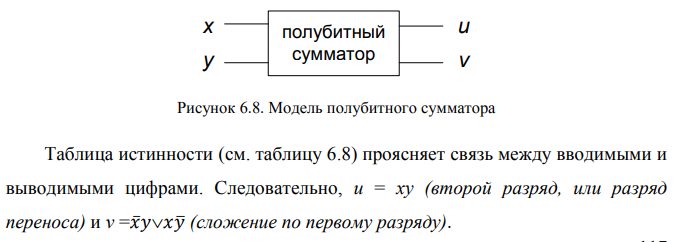 x полубитный u
y сумматор v
Рисунок 6.8. Модель полубитного сумматора
Таблица истинности (см. таблицу 6.8) проясняет связь между вводимыми и
выводимыми цифрами. Следовательно, u = xy (второй разряд, или разряд
переноса) и v =x̄y∨xȳ (сложение по первому разряду).